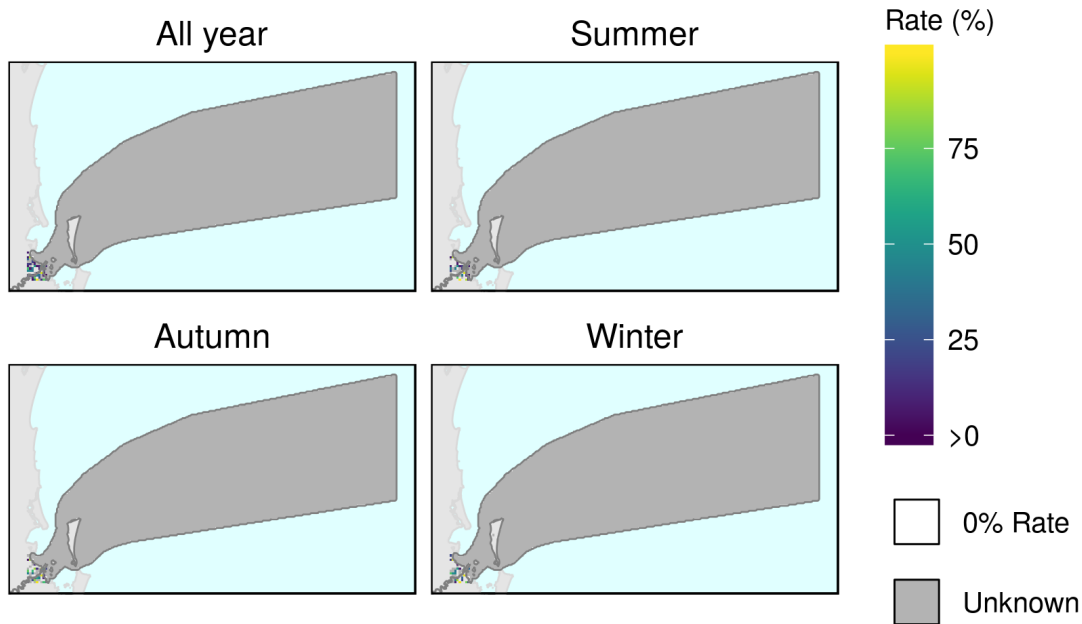 All year
Summer
Rate (%)
75
50
25
>0
Autumn
Winter
0% Rate
Unknown